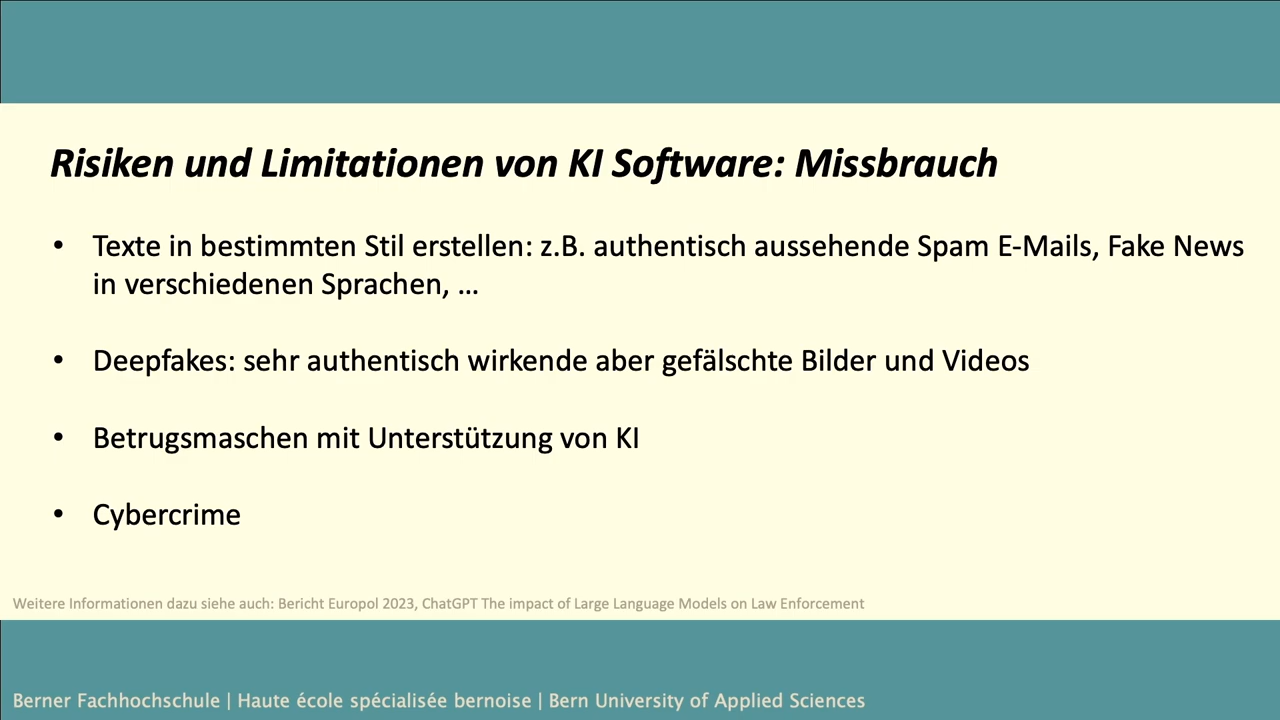 Risiken und Limitationen von KI Software: Missbrauch
• Texte in bestimmten Stil erstellen: z.B. authentisch aussehende Spam E-Mails, Fake News
in verschiedenen Sprachen, …
• Deepfakes: sehr authentisch wirkende aber gefälschte Bilder und Videos
• Betrugsmaschen mit Unterstützung von KI
• Cybercrime
Weitere Informationen dazu siehe auch: Bericht Europol 2023, ChatGPT The impact of Large Language Models on Law Enforcement
Berner Fachhochschule | Haute école spécialisée bernoise | Bern University of Applied Sciences